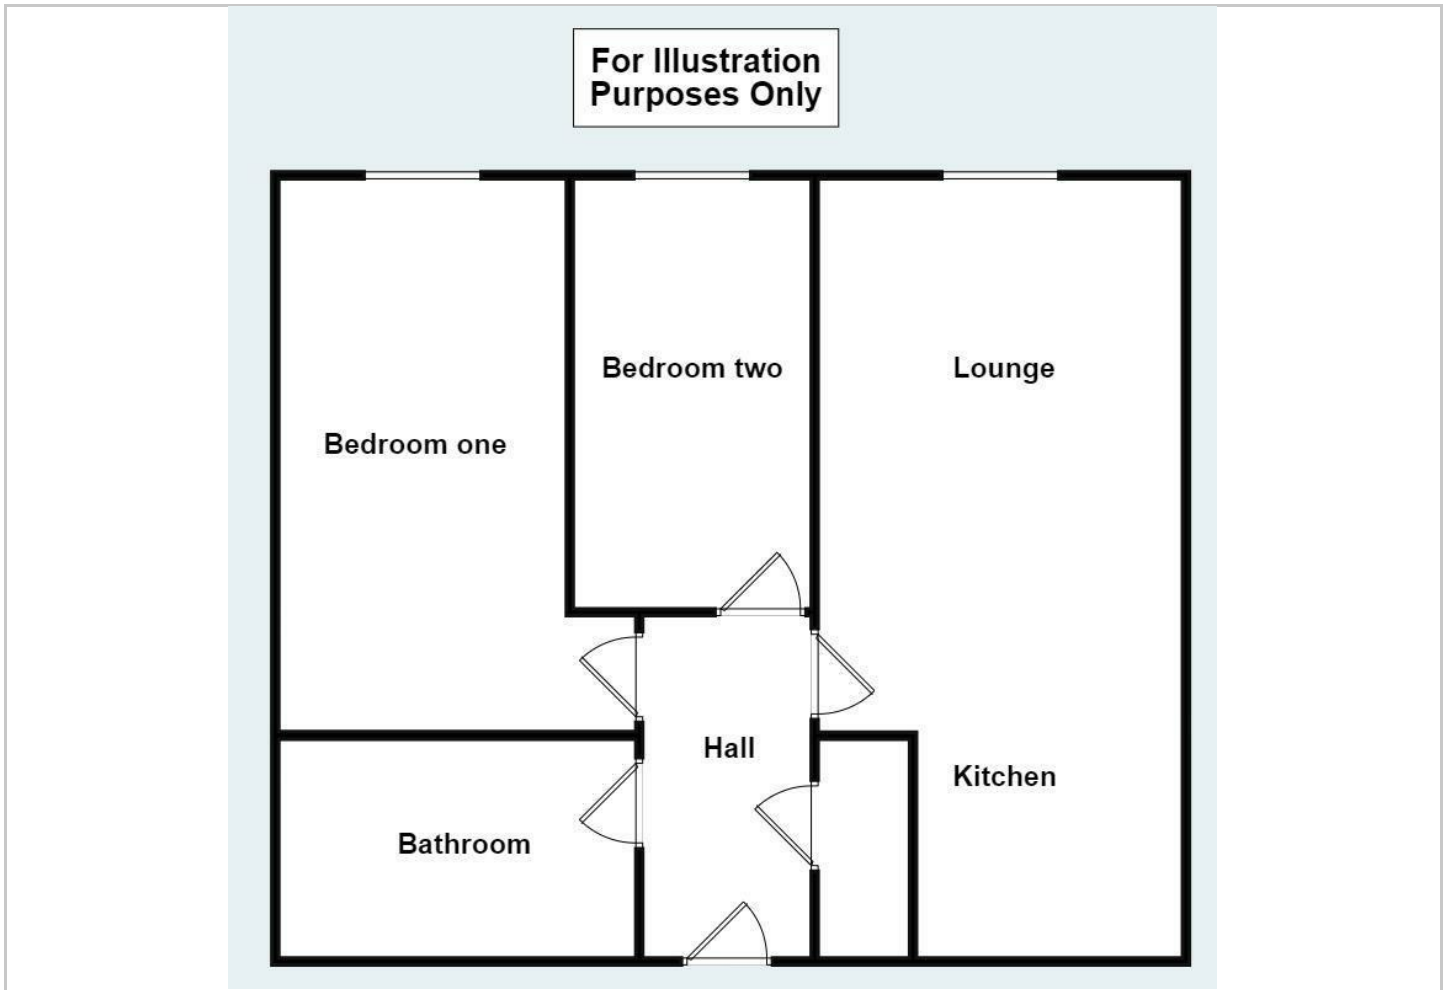 For Illustration
Purposes Only
Bedroom two
Lounge
Bedroom one
Hall
Kitchen
Bathroom